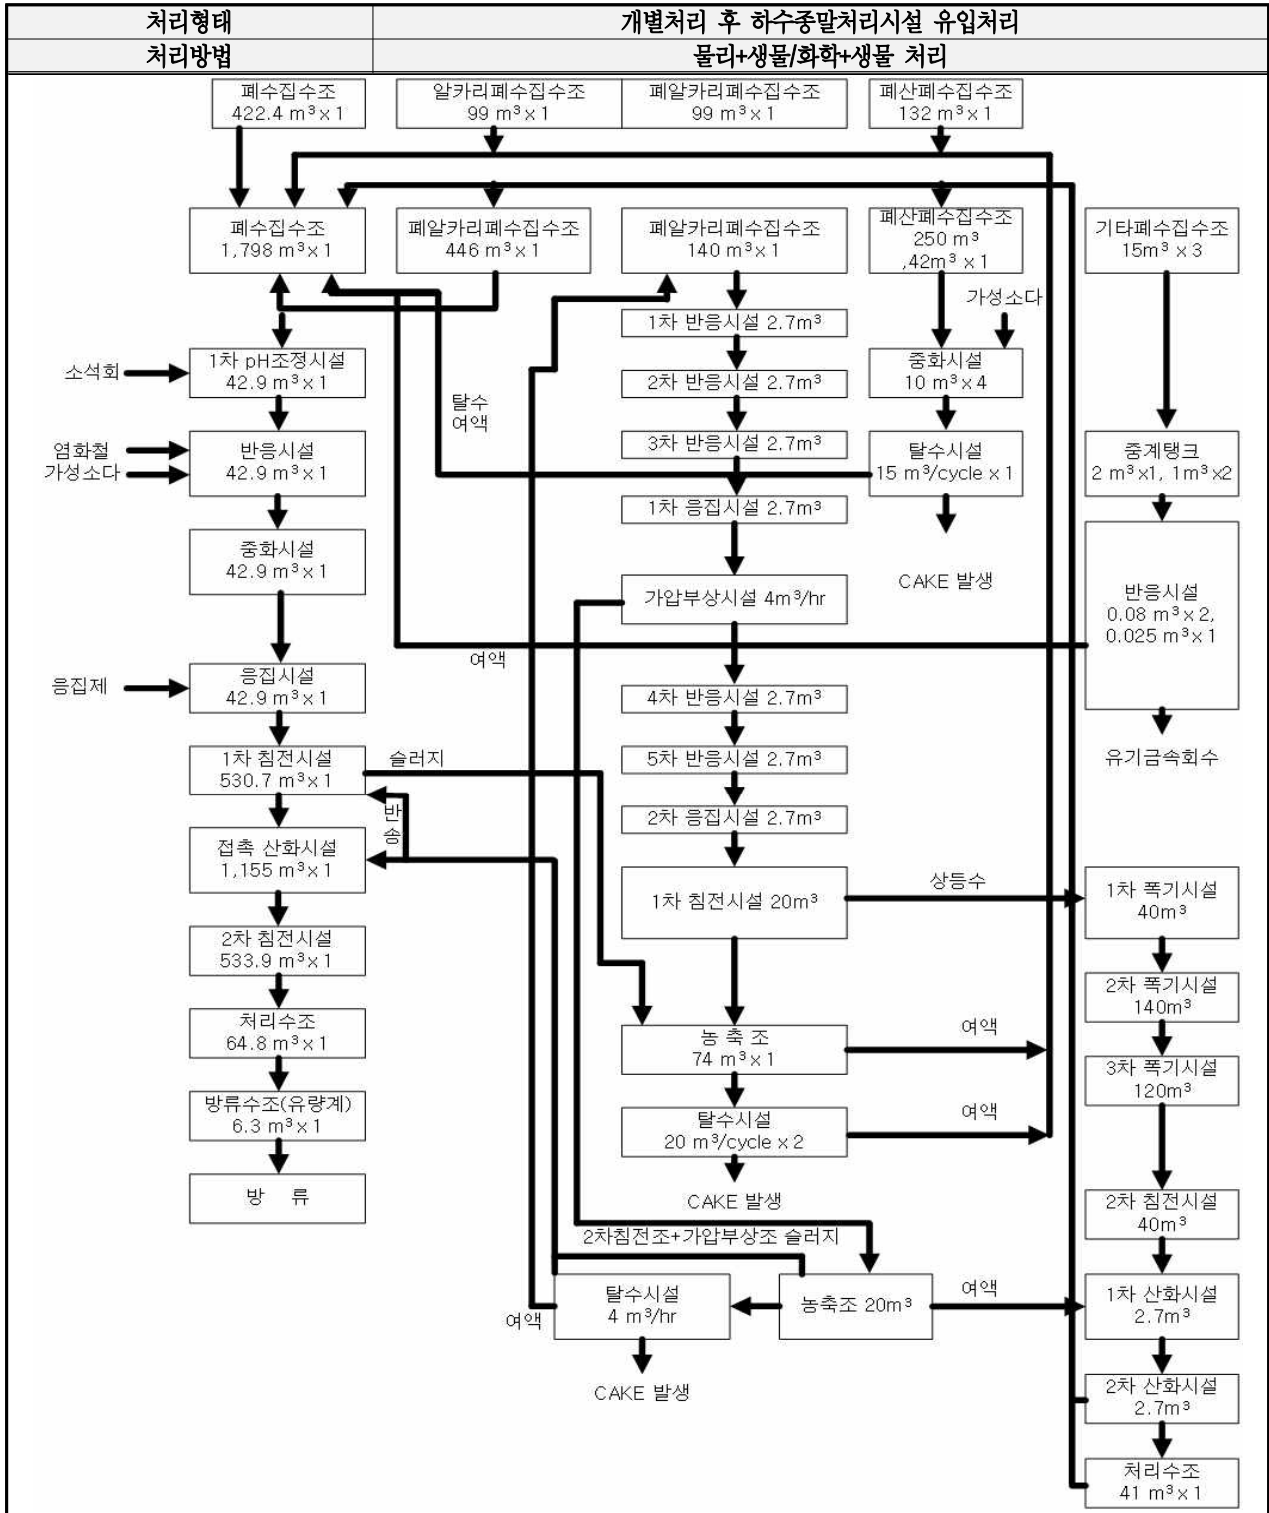 처리형태
개별처리 후 하수종말처리시설 유입처리
처리방법
물리+생물/화학+생물 처리
폐수집수조
422.4 m³ x 1
알카리폐수집수조
99 m³ x 1
폐알카리폐수집수조
99 m³ x 1
폐산폐수집수조
132 m³ x 1
폐수집수조
1,798 m³ x 1
폐알카리폐수집수조
446 m³ x 1
폐알카리폐수집수조
140 m³ x 1
폐산폐수집수조
250 m³
,42m³ x 1
기타폐수집수조
15m³ x 3
가성소다
1차 반응시설 2.7m³
소석회
1차 pH조정시설
42.9 m³ x 1
탈수
여액
2차 반응시설 2.7m³
중화시설
10 m³ x 4
염화철
가성소다
반응시설
42.9 m³ x 1
3차 반응시설 2.7m³
탈수시설
15 m³/cycle x 1
중계탱크
2 m³ x1, 1m³ x2
1차 응집시설 2.7m³
중화시설
42.9 m³ x 1
CAKE 발생
가압부상시설 4m³/hr
반응시설
0.08 m³ x 2,
0.025 m³ x 1
여액
응집제
응집시설
42.9 m³ x 1
4차 반응시설 2.7m³
1차 침전시설
530.7 m³ x 1
슬러지
5차 반응시설 2.7m³
유기금속회수
반
송
2차 응집시설 2.7m³
접촉 산화시설
1,155 m³ x 1
1차 침전시설 20m³
상등수
1차 폭기시설
40m³
2차 침전시설
533.9 m³ x 1
2차 폭기시설
140m³
처리수조
64.8 m³ x 1
농 축 조
74 m³ x 1
여액
3차 폭기시설
120m³
방류수조(유량계)
6.3 m³ x 1
탈수시설
20 m³/cycle x 2
여액
방 류
CAKE 발생
2차 침전시설
40m³
2차침전조+가압부상조 슬러지
여액
탈수시설
4 m³/hr
농축조 20m³
여액
1차 산화시설
2.7m³
CAKE 발생
2차 산화시설
2.7m³
처리수조
41 m³ x 1